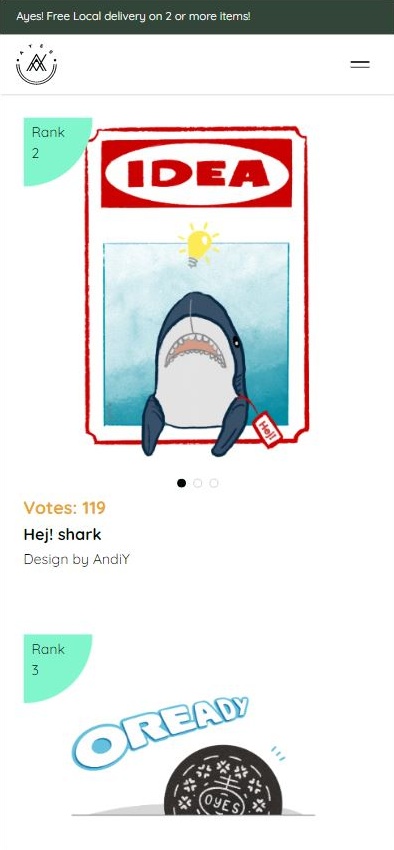 Ayes! Free Local delivery on 2 or more items!
AYES
Rank
2
IDEA
Hej!
Votes: 119
Hej! shark
Design by AndiY
Rank
3
OREADY
OYES